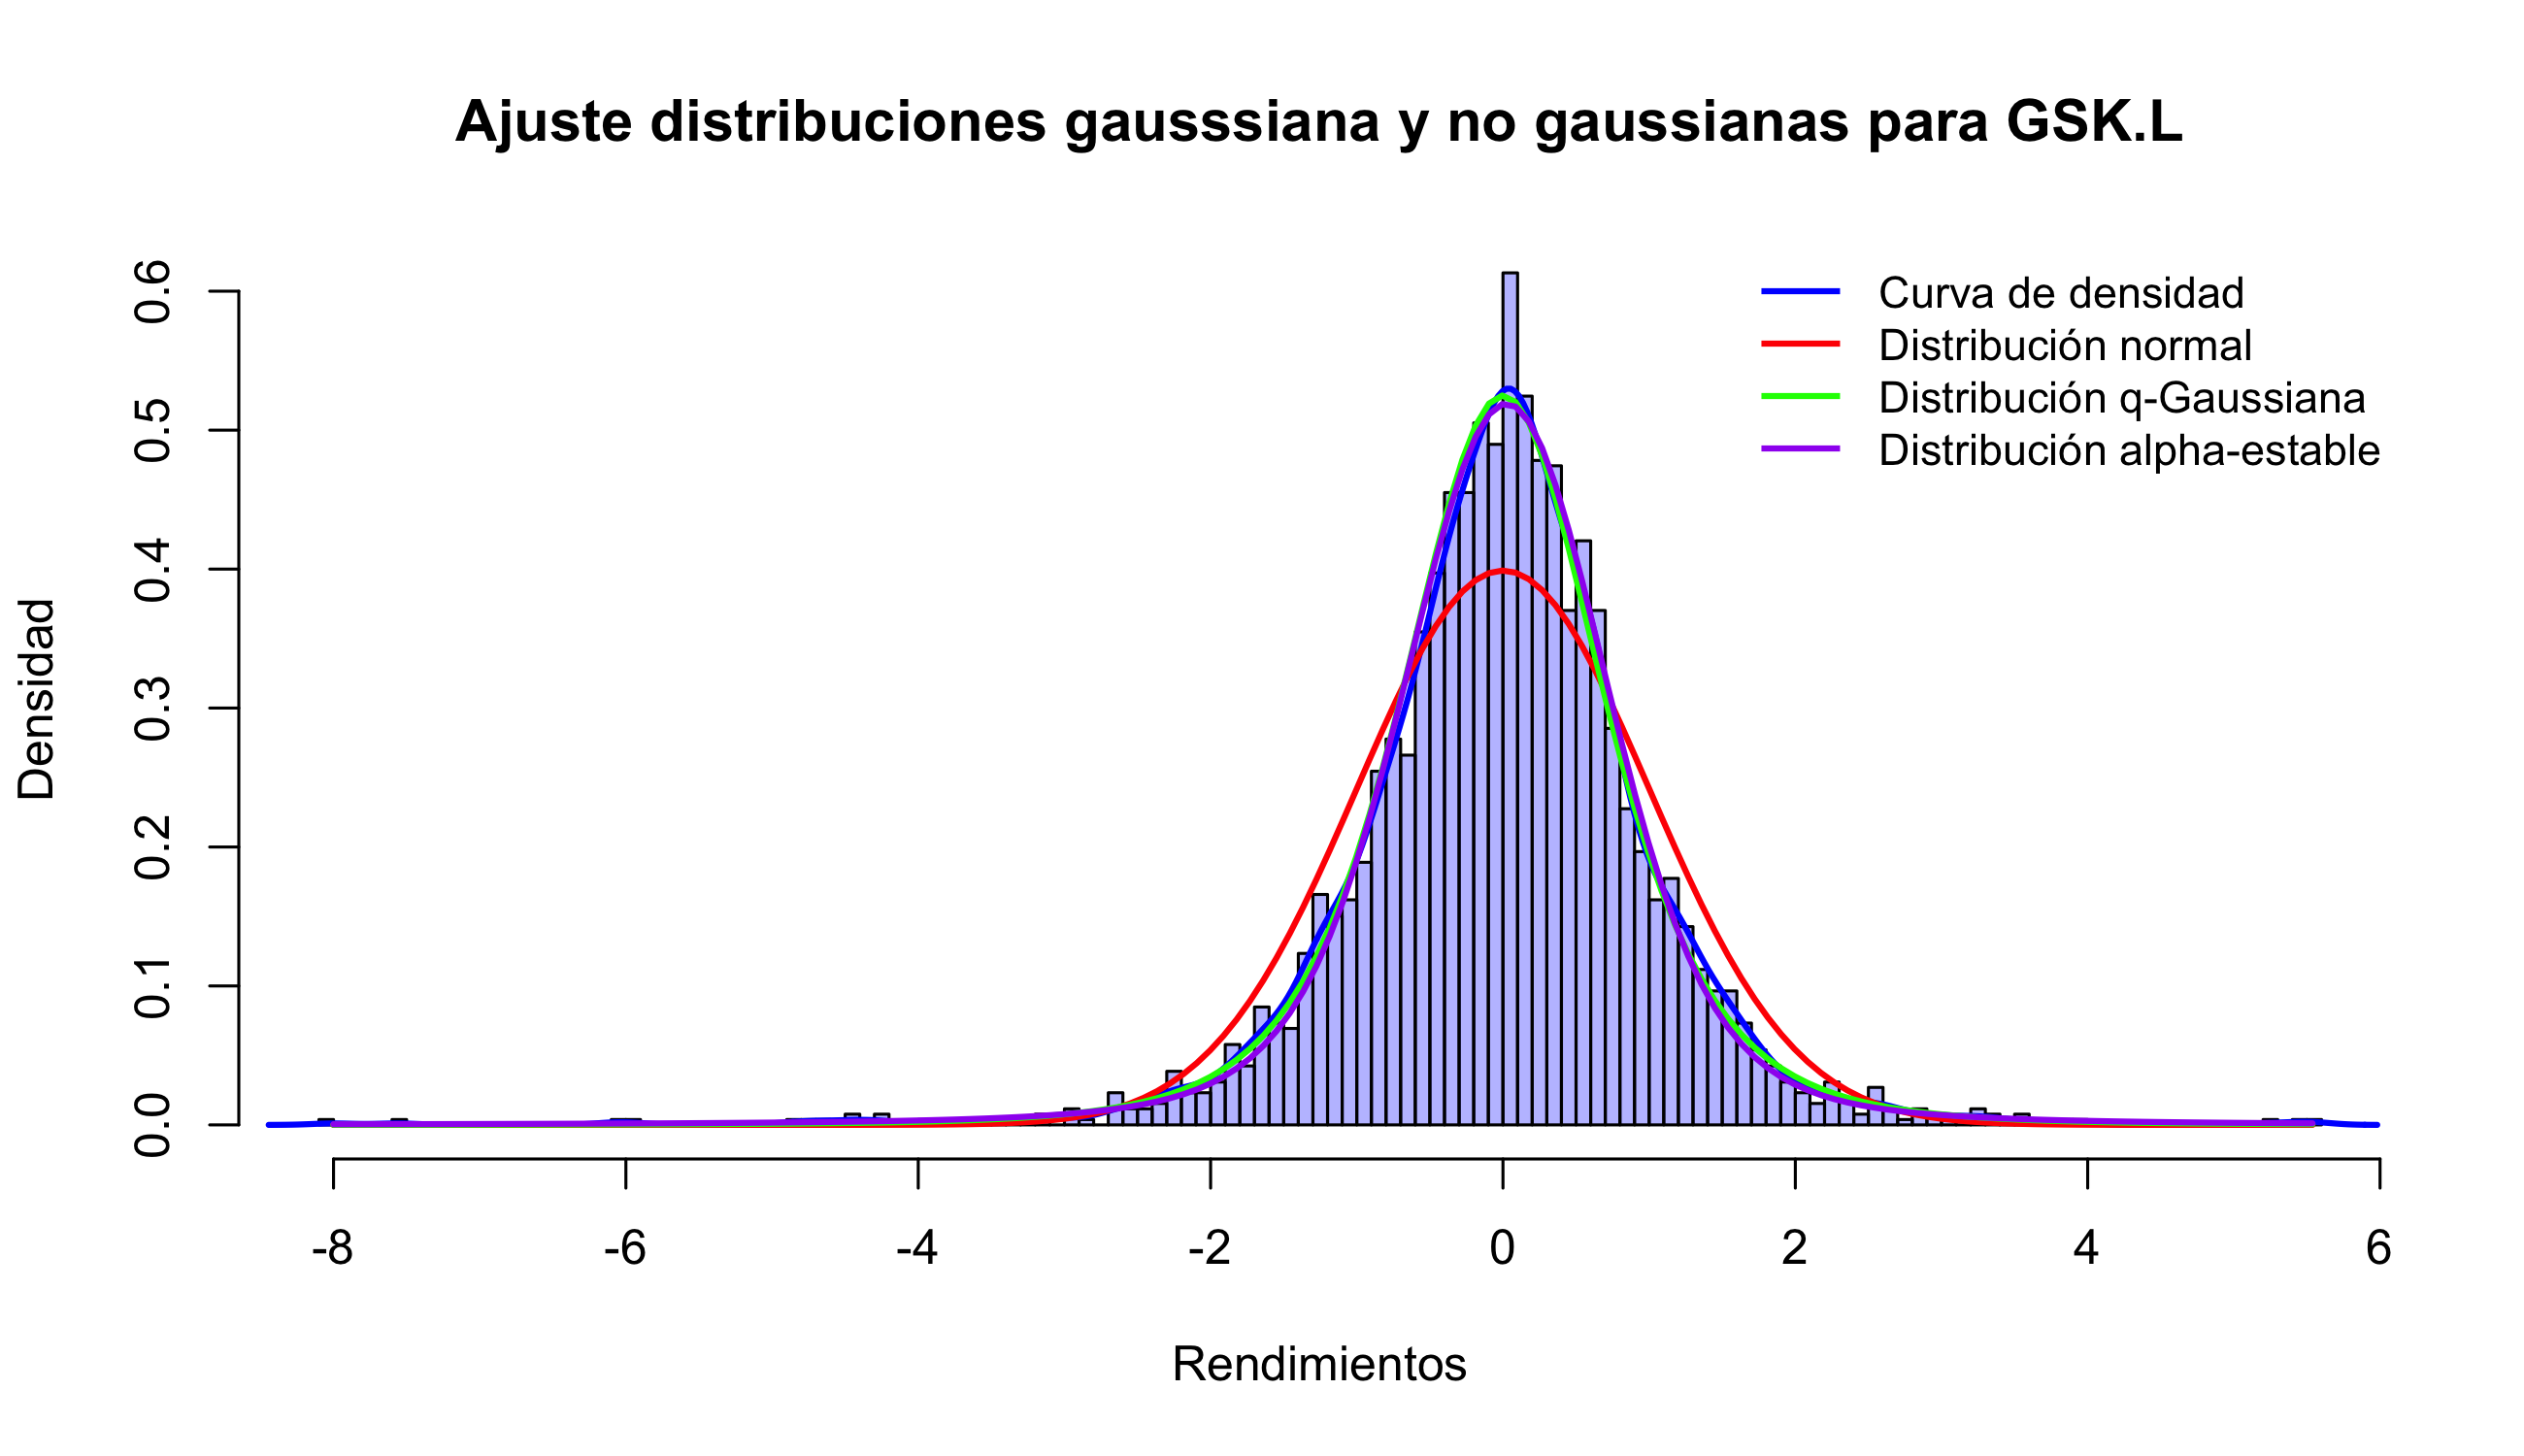 Ajuste distribuciones gausssiana y no gaussianas para GSK.L
Curva de densidad
Distribución normal
Distribución q-Gaussiana
Distribución alpha-estable
Densidad
0.6
0.5
0.4
0.3
0.2
0.1
0.0
-8 -6 -4 -2 0 2 4 6
Rendimientos